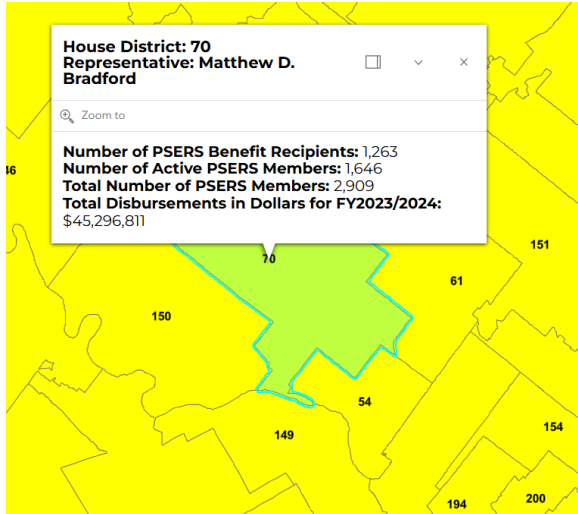 House District: 70
Representative: Matthew D.
Bradford
Zoom to
Number of PSERS Benefit Recipients: 1,263
Number of Active PSERS Members: 1,646
Total Number of PSERS Members: 2,909
Total Disbursements in Dollars for FY2023/2024:
$45,296,811
46
151
70
61
150
54
149
154
194
200